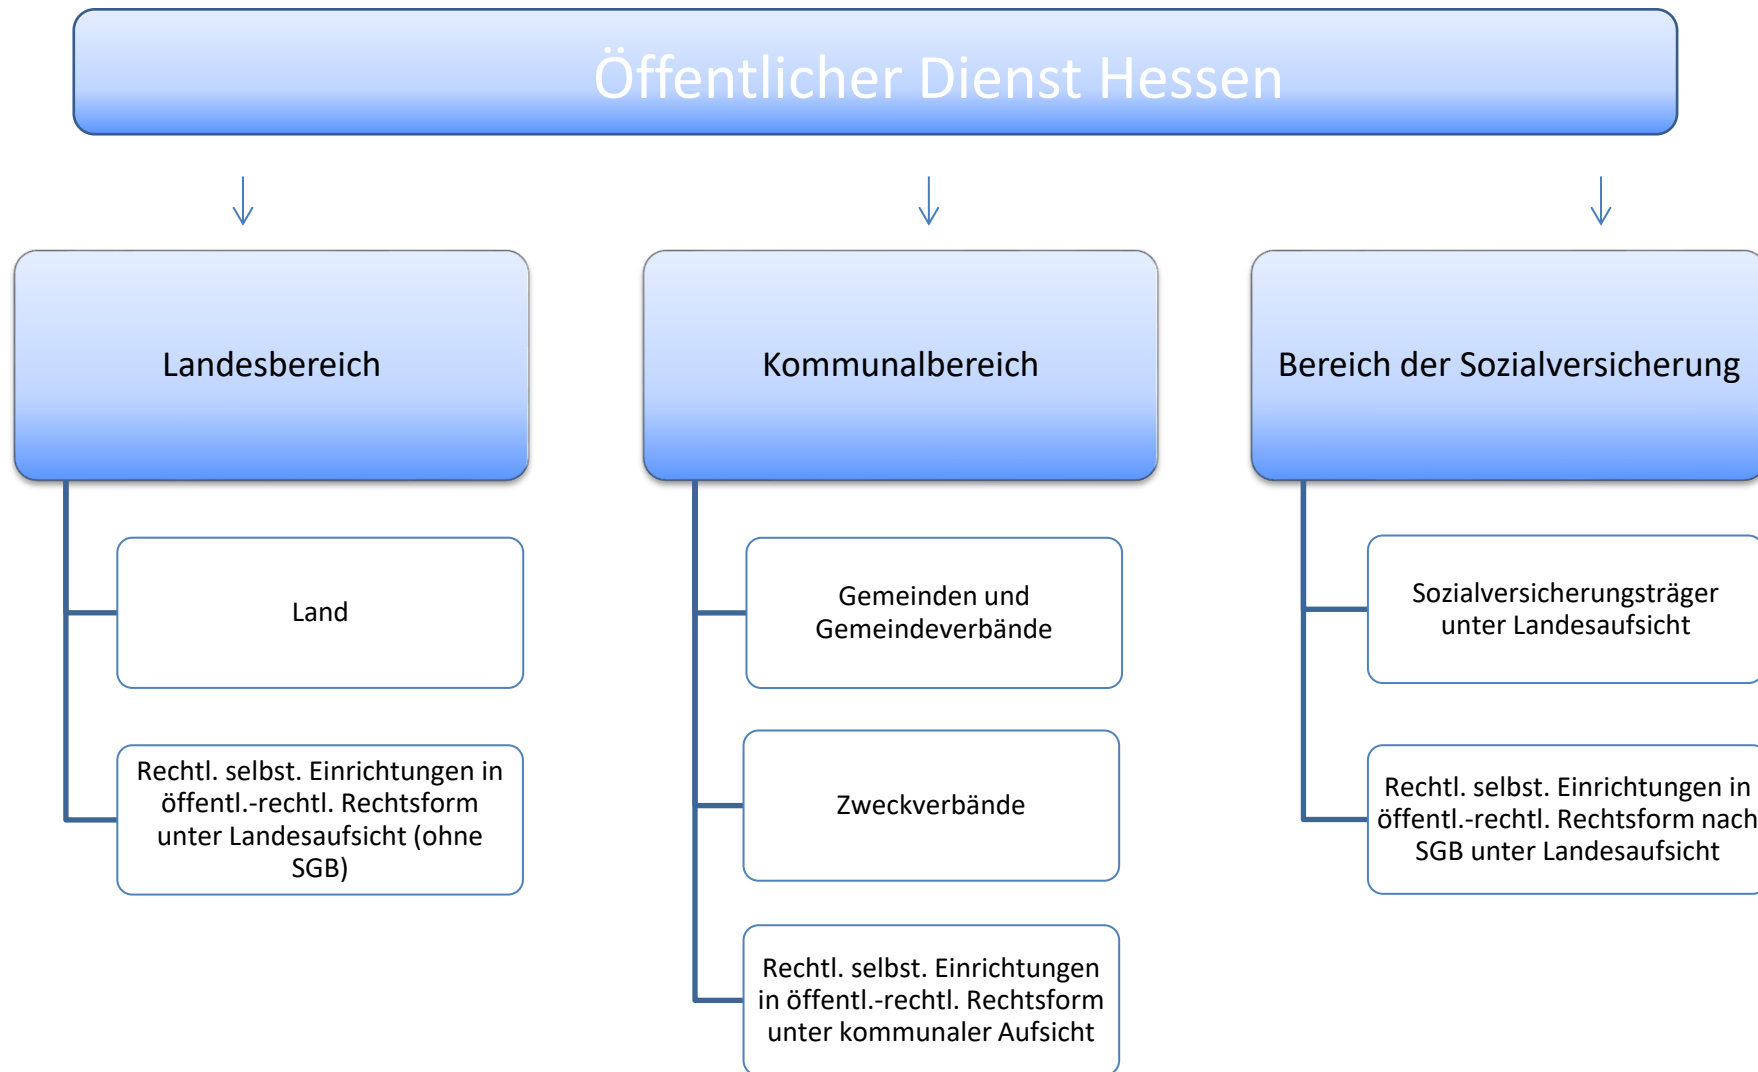 Öffentlicher Dienst Hessen
Landesbereich
Kommunalbereich
Bereich der Sozialversicherung
Land
Rechtl. selbst. Einrichtungen in
öffentl.-rechtl. Rechtsform
unter Landesaufsicht (ohne
SGB)
Gemeinden und
Gemeindeverbände
Zweckverbände
Rechtl. selbst. Einrichtungen
in öffentl.-rechtl. Rechtsform
unter kommunaler Aufsicht
Sozialversicherungsträger
unter Landesaufsicht
Rechtl. selbst. Einrichtungen in
öffentl.-rechtl. Rechtsform nach
SGB unter Landesaufsicht